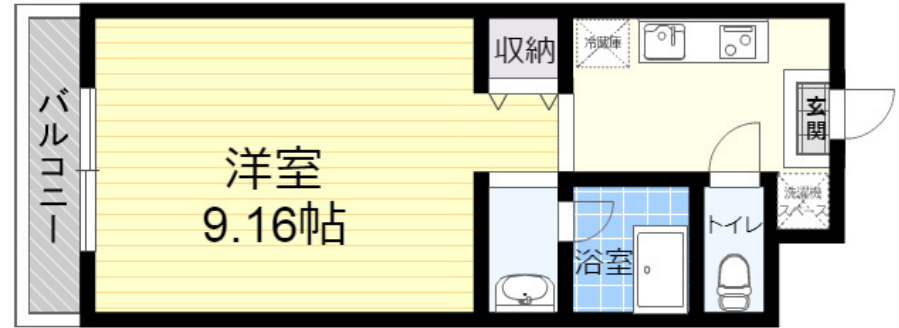 バルコニー
洋室
9.16帖
収納
冷蔵庫
玄関
洗濯機
スペース
トイレ
浴室